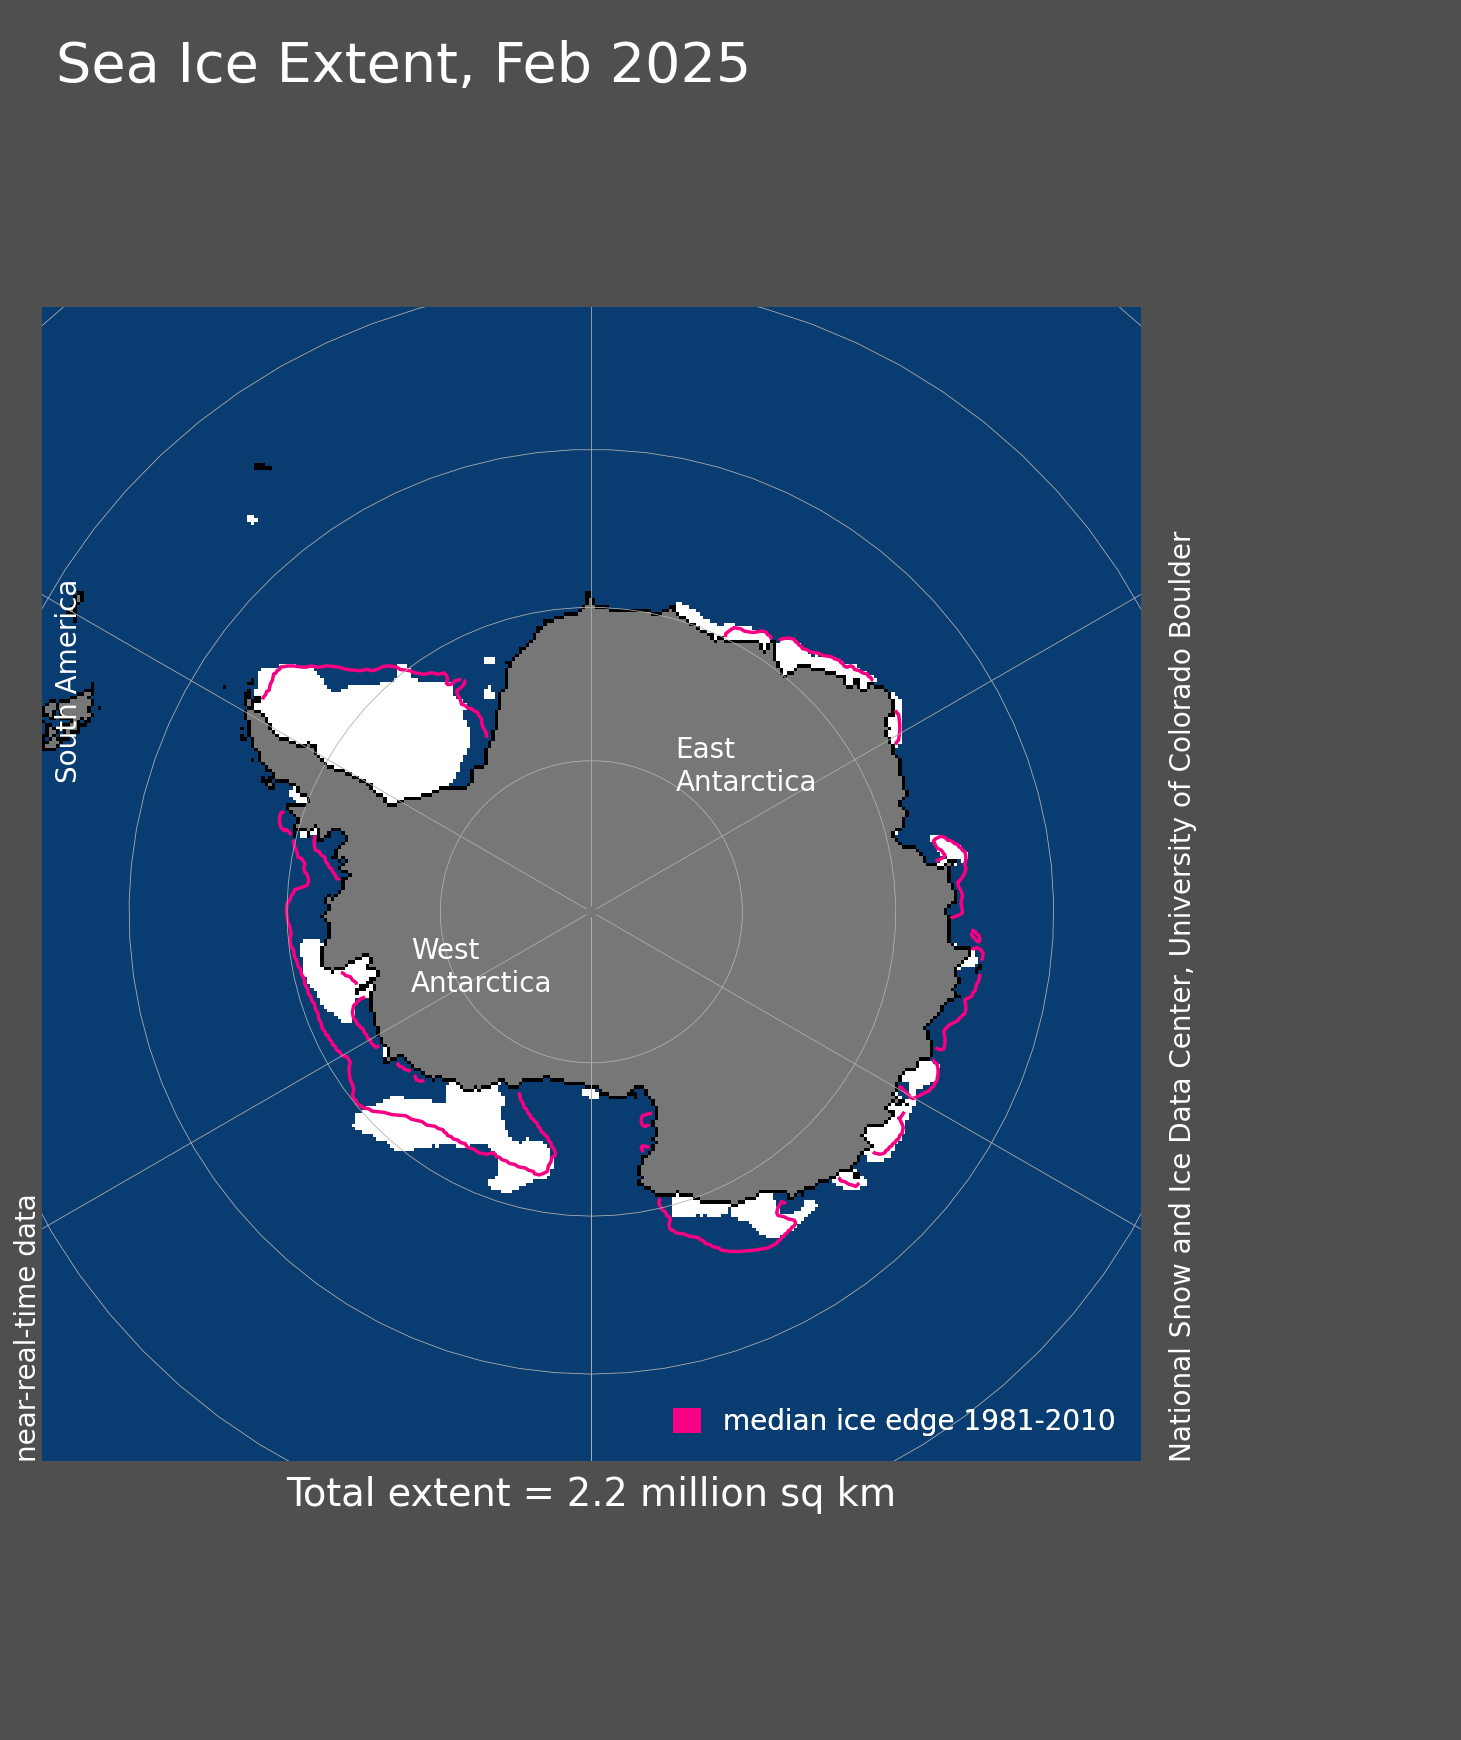 Sea Ice Extent, Feb 2025
South America
East
Antarctica
West
Antarctica
near-real-time data
National Snow and Ice Data Center, University of Colorado Boulder
median ice edge 1981-2010
Total extent = 2.2 million sq km